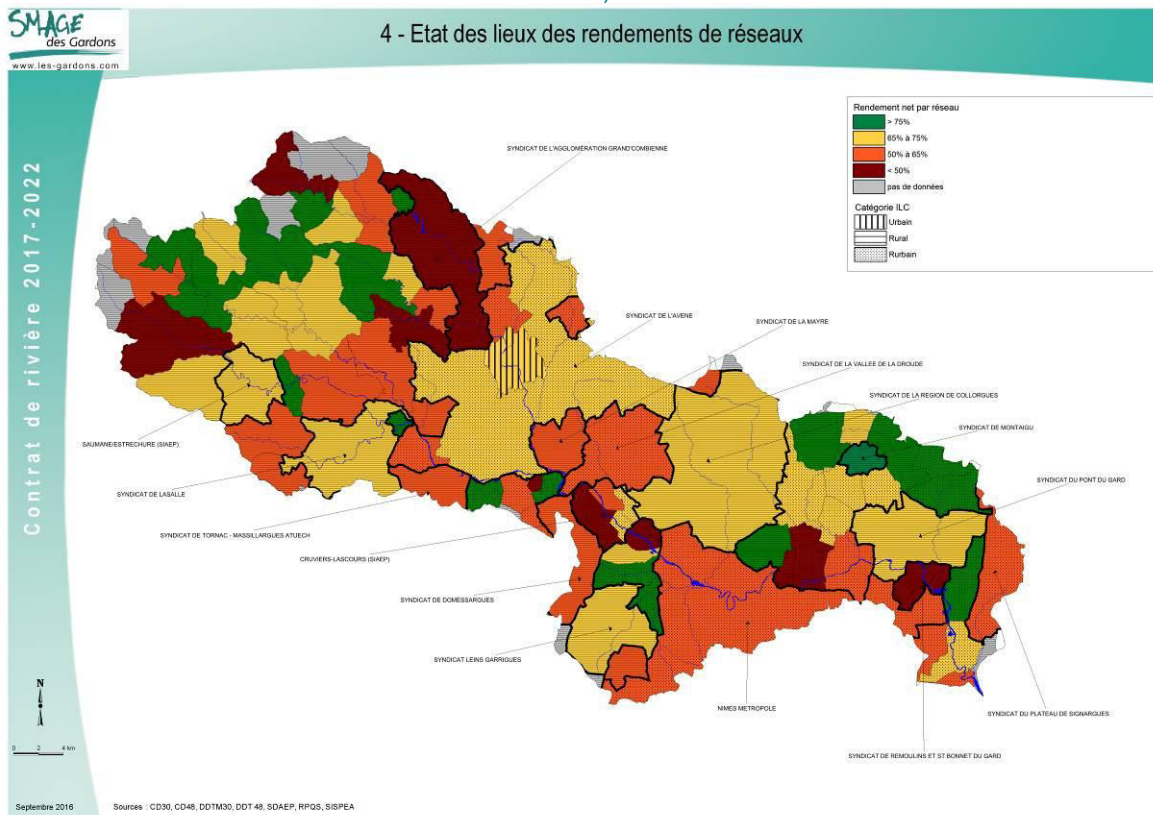 SMAGE
des Gardons
www.les-gardons.com
4 - Etat des lieux des rendements de réseaux
Contrat de rivière 2017-2022
Rendement net par réseau
> 75%
65% à 75%
50% à 65%
< 50%
pas de données
Catégorie ILC
Urbain
Rural
Rurbain
SYNDICAT DE L'AGGLOMÉRATION GRAND'COMBIENNE
SYNDICAT DE L'AVENE
SYNDICAT DE LA MAYRE
SYNDICAT DE LA VALLEE DE LA DROUDE
SYNDICAT DE LA REGION DE COLLORGUES
SYNDICAT DE MONTAIGU
SAUMANE/ESTRECHURE (SIAEP)
SYNDICAT DU PONT DU GARD
SYNDICAT DE LASALLE
SYNDICAT DE TORNAC - MASSILLARGUES ATUECH
CRUVIERS-LASCOURS (SIAEP)
SYNDICAT DE DOMESSARGUES
SYNDICAT LEINS GARRIGUES
NIMES METROPOLE
SYNDICAT DU PLATEAU DE SIGNARGUES
SYNDICAT DE REMOULINS ET ST BONNET DU GARD
N
0 2 4 km
Septembre 2016
Sources : CD30, CD48, DDTM30, DDT 48, SDAEP, RPQS, SISPEA